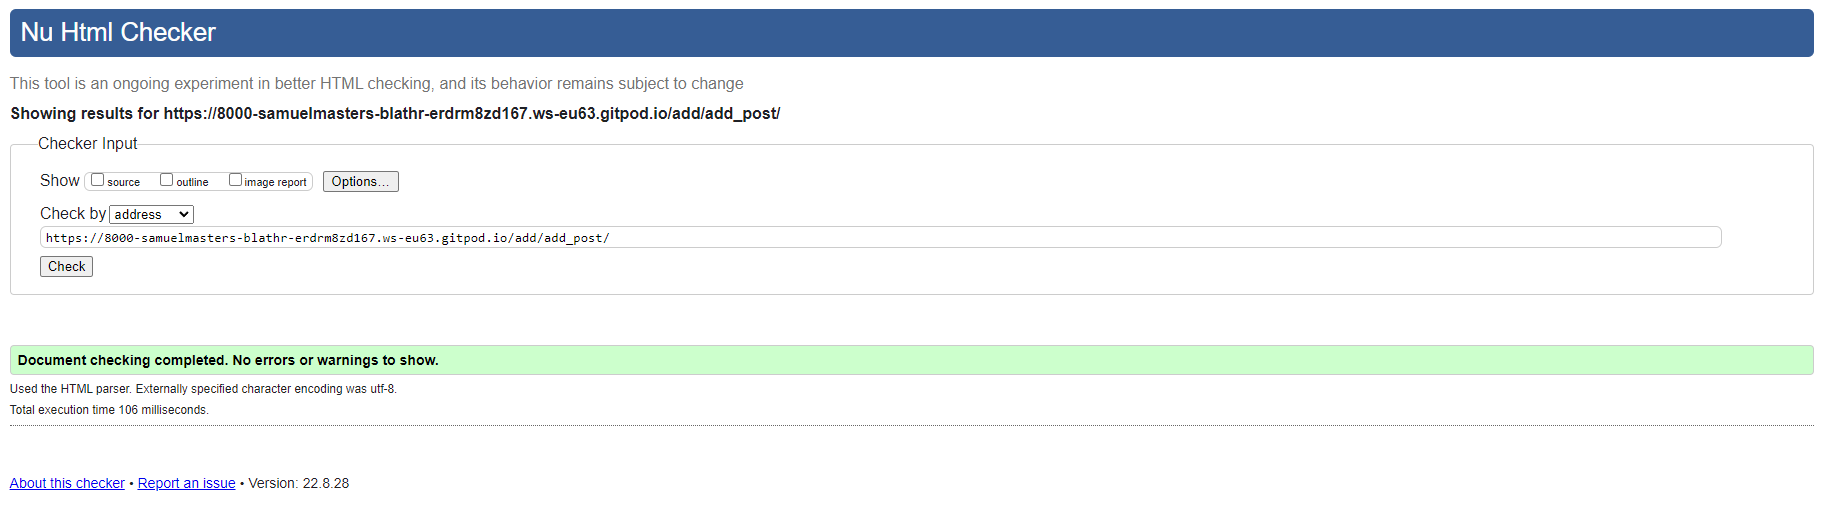 Nu Html Checker
This tool is an ongoing experiment in better HTML checking, and its behavior remains subject to change
Showing results for https://8000-samuelmasters-blathr-erdrm8zd167.ws-eu63.gitpod.io/add/add_post/
Checker Input
Show source outline image report Options...
Check by address
https://8000-samuelmasters-blathr-erdrm8zd167.ws-eu63.gitpod.io/add/add_post/
Check
Document checking completed. No errors or warnings to show.
Used the HTML parser. Externally specified character encoding was utf-8.
Total execution time 106 milliseconds.
About this checker • Report an issue • Version: 22.8.28